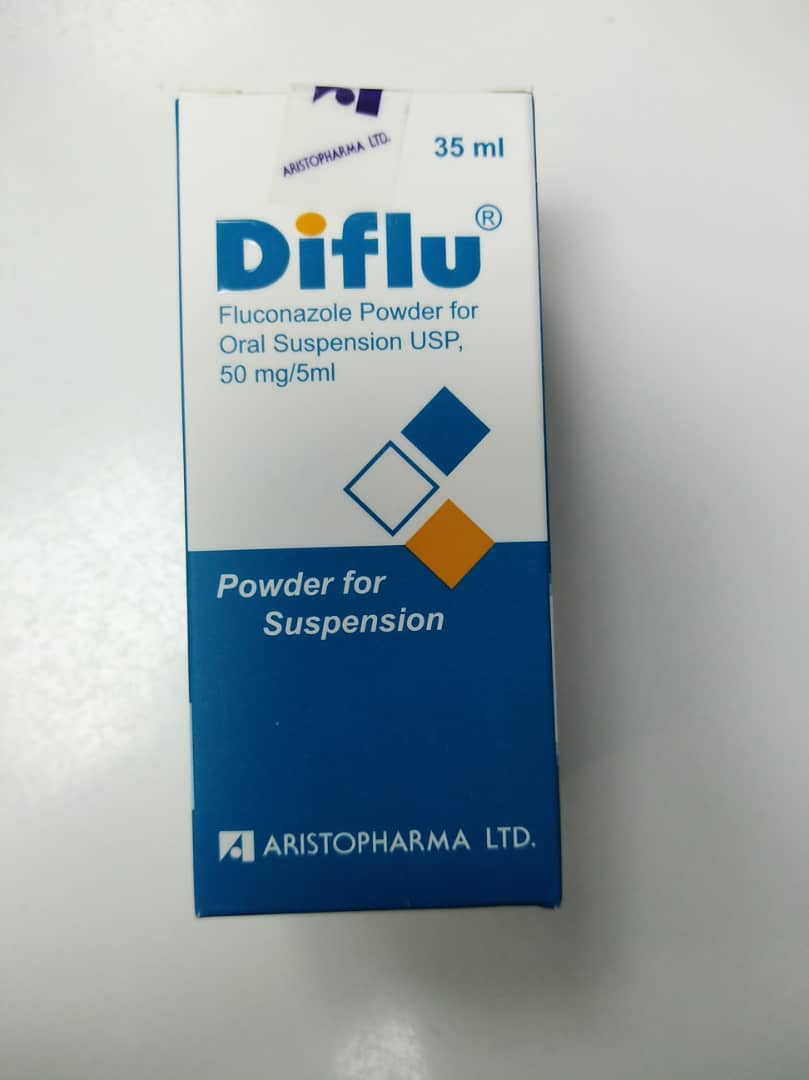 ARISTOPHARMA LTD.
35 ml
Diflu®
Fluconazole Powder for
Oral Suspension USP,
50 mg/5ml
Powder for
Suspension
ARISTOPHARMA LTD.